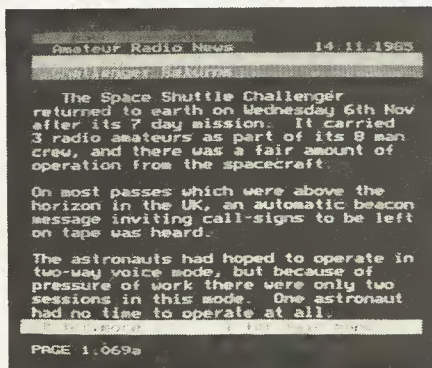 Amateur Radio News 14.11.1985
Challenger Returns
The Space Shuttle Challenger
returned to earth on Wednesday 6th Nov
after its 7 day mission. It carried
3 radio amateurs as part of its 8 man
crew, and there was a fair amount of
operation from the spacecraft
On most passes which were above the
horizon in the UK, an automatic beacon
message inviting call-signs to be left
on tape was heard.
The astronauts had hoped to operate in
two-way voice mode, but because of
pressure of work there were only two
sessions in this mode. One astronaut
had no time to operate at all.
PAGE 1.069a